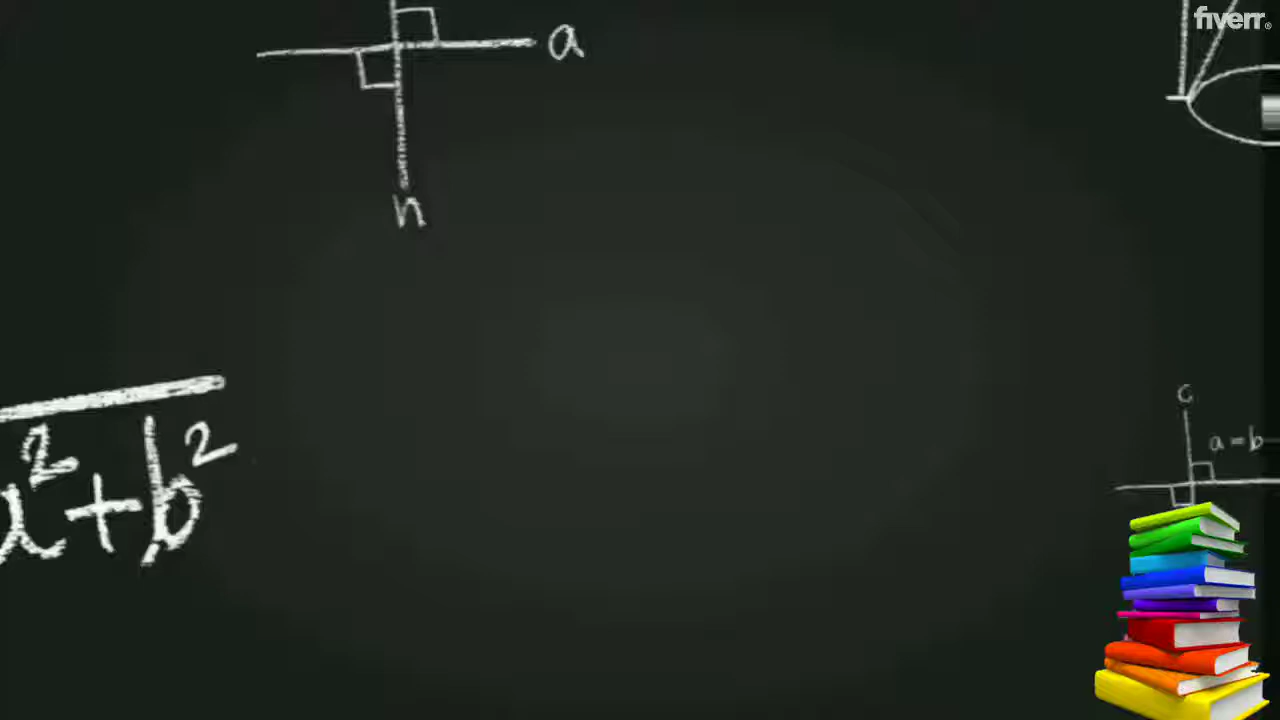 fiverr®
a
n
c
a = b
a² + b²